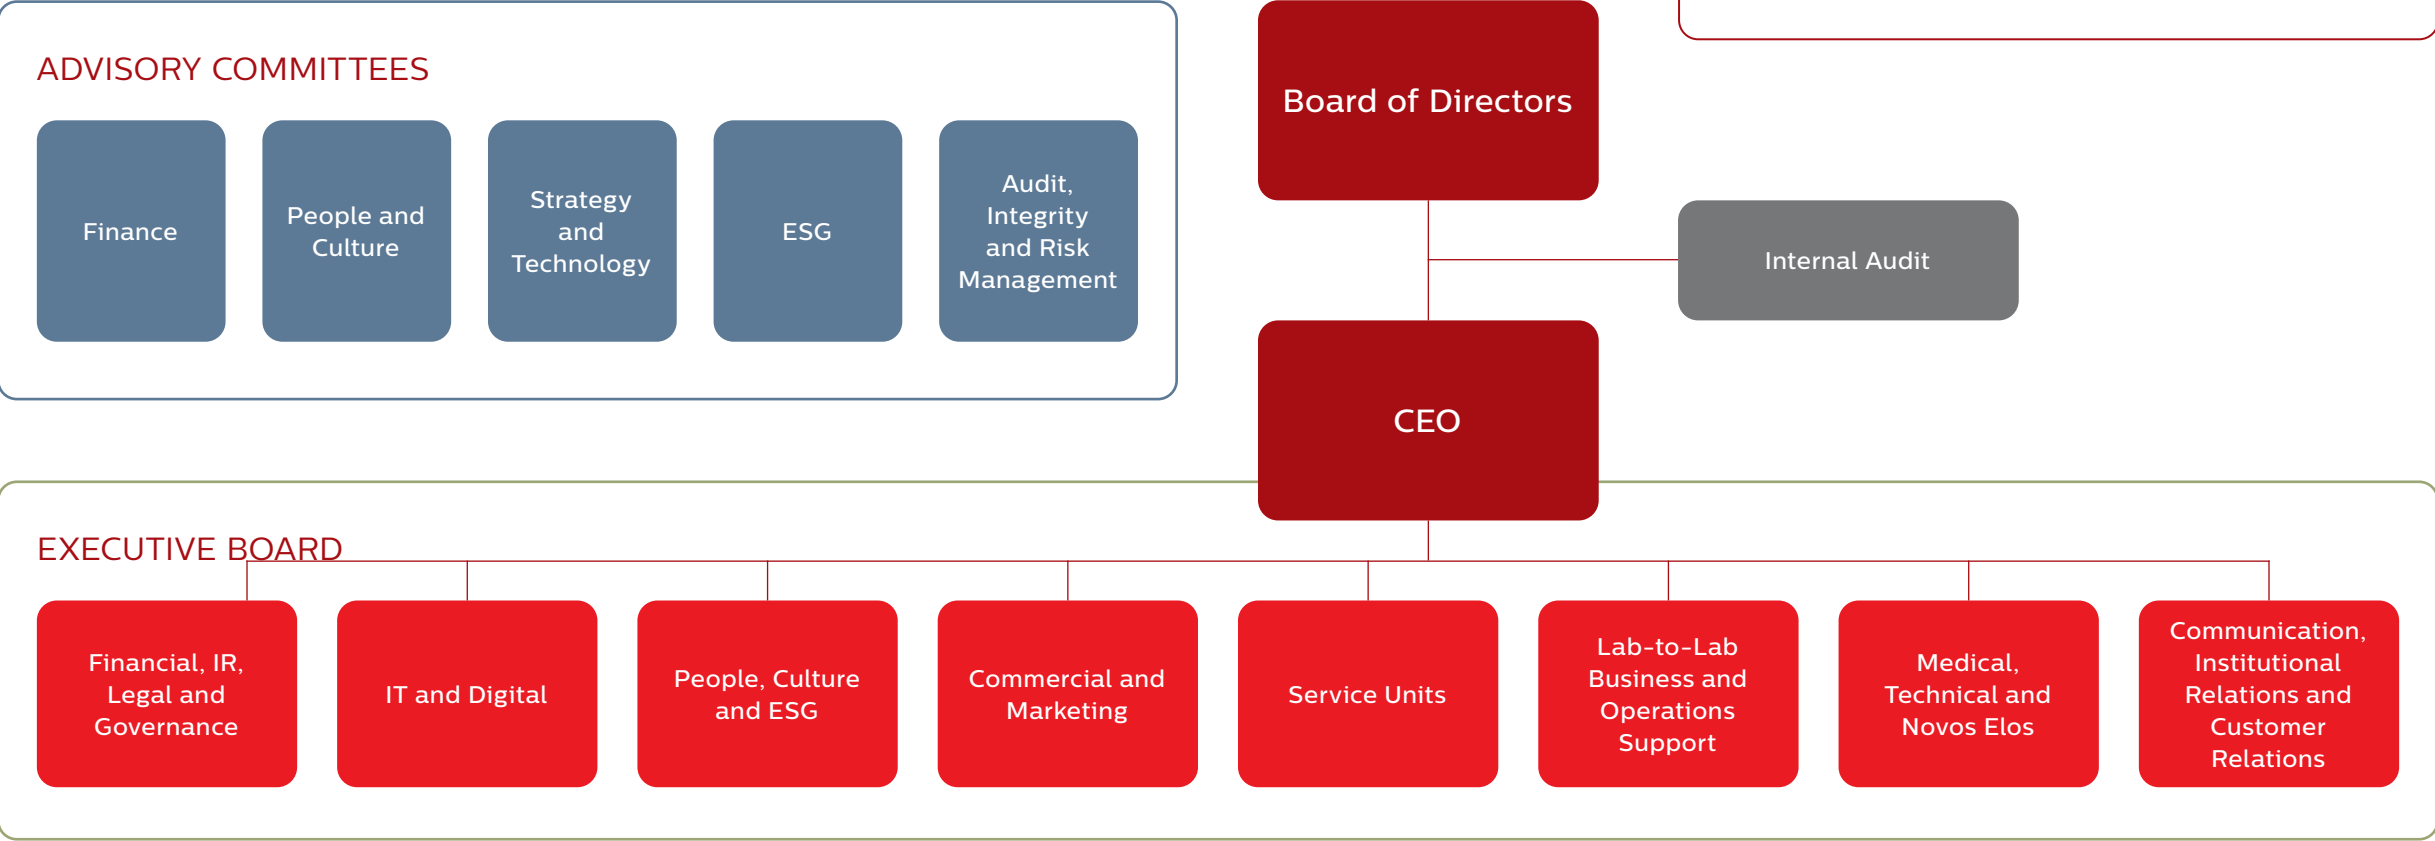 ADVISORY COMMITTEES
Finance
People and
Culture
Strategy
and
Technology
ESG
Audit,
Integrity
and Risk
Management
Board of Directors
Internal Audit
CEO
EXECUTIVE BOARD
Financial, IR,
Legal and
Governance
IT and Digital
People, Culture
and ESG
Commercial and
Marketing
Service Units
Lab-to-Lab
Business and
Operations
Support
Medical,
Technical and
Novos Elos
Communication,
Institutional
Relations and
Customer
Relations